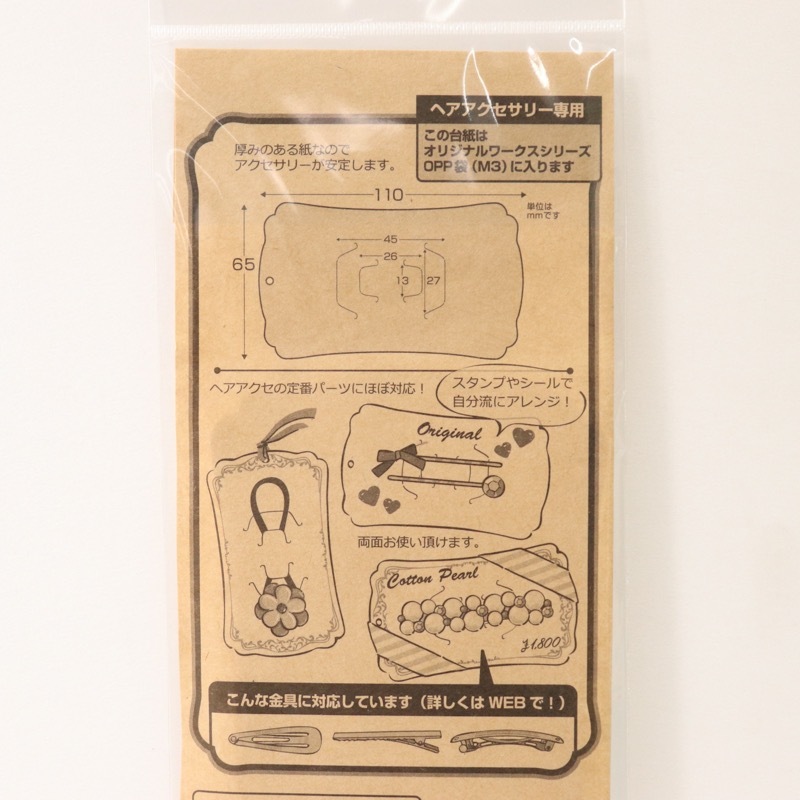 ヘアアクセサリー専用
この台紙は
オリジナルワークスシリーズ
OPP袋（M3）に入ります
厚みのある紙なので
アクセサリーが安定します。
110
単位は
mmです
65
45
26
13
27
ヘアアクセの定番パーツにほぼ対応！
スタンプやシールで
自分流にアレンジ！
Original
両面お使い頂けます。
Cotton Pearl
¥1,800
こんな金具に対応しています（詳しくはWEBで！）